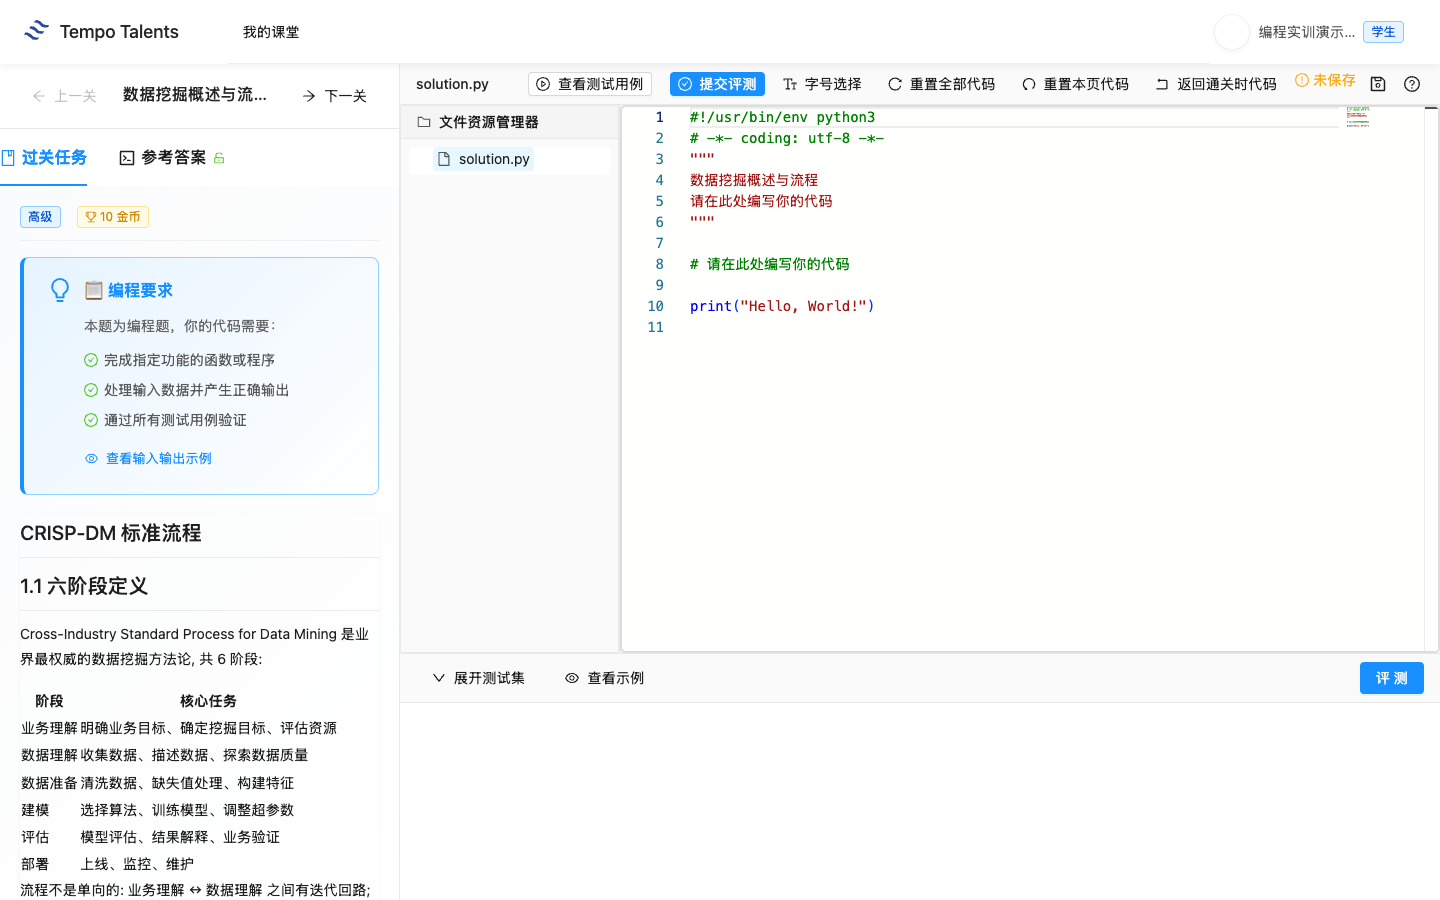 Tempo Talents
我的课堂
编程实训演示...
学生
上一关
数据挖掘概述与流...
下一关
solution.py
查看测试用例
提交评测
字号选择
重置全部代码
重置本页代码
返回通关时代码
未保存
过关任务
参考答案
文件资源管理器
solution.py
高级
10 金币
编程要求
本题为编程题，你的代码需要：
完成指定功能的函数或程序
处理输入数据并产生正确输出
通过所有测试用例验证
查看输入输出示例
CRISP-DM 标准流程
1.1 六阶段定义
Cross-Industry Standard Process for Data Mining 是业
界最权威的数据挖掘方法论, 共 6 阶段:
阶段 核心任务
业务理解 明确业务目标、确定挖掘目标、评估资源
数据理解 收集数据、描述数据、探索数据质量
数据准备 清洗数据、缺失值处理、构建特征
建模 选择算法、训练模型、调整超参数
评估 模型评估、结果解释、业务验证
部署 上线、监控、维护
流程不是单向的: 业务理解 ↔ 数据理解 之间有迭代回路;
1 #!/usr/bin/env python3
2 # -*- coding: utf-8 -*-
3 """
4 数据挖掘概述与流程
5 请在此处编写你的代码
6 """
7
8 # 请在此处编写你的代码
9
10 print("Hello, World!")
11
展开测试集
查看示例
评 测